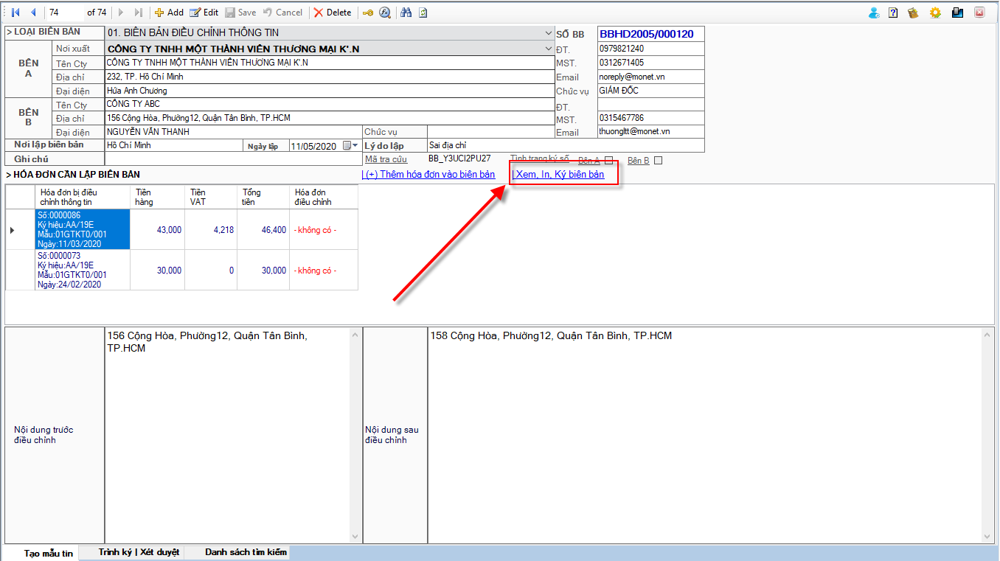 74 of 74 Add Edit Save Cancel Delete
> LOẠI BIÊN BẢN 01. BIÊN BẢN ĐIỀU CHỈNH THÔNG TIN SỐ BB BBHD2005/000120
BÊN A
Nơi xuất CÔNG TY TNHH MỘT THÀNH VIÊN THƯƠNG MẠI K'.N ĐT. 0979821240
Tên Cty CÔNG TY TNHH MỘT THÀNH VIÊN THƯƠNG MẠI K'.N MST. 0312671405
Địa chỉ 232, TP. Hồ Chí Minh Email noreply@monet.vn
Đại diện Hứa Anh Chương Chức vụ GIÁM ĐỐC
BÊN B
Tên Cty CÔNG TY ABC ĐT.
Địa chỉ 156 Cộng Hòa, Phường12, Quận Tân Bình, TP.HCM MST. 0315467786
Đại diện NGUYỄN VĂN THANH Chức vụ Email thuongltt@monet.vn
Nơi lập biên bản Hồ Chí Minh Ngày lập 11/05/2020 Lý do lập Sai địa chỉ
Ghi chú Mã tra cứu BB_Y3UCI2PU27 Tình trạng ký số Bên A Bên B
> HÓA ĐƠN CẦN LẬP BIÊN BẢN | (+) Thêm hóa đơn vào biên bản | Xem, In, Ký biên bản
Hóa đơn bị điều Tiền Tiền Tổng Hóa đơn
chỉnh thông tin hàng VAT tiền điều chỉnh
Số:0000086
Ký hiệu:AA/19E
Mẫu:01GTKT0/001
Ngày:11/03/2020
43,000 4,218 46,400 - không có -
Số:0000073
Ký hiệu:AA/19E
Mẫu:01GTKT0/001
Ngày:24/02/2020
30,000 0 30,000 - không có -
Nội dung trước
điều chỉnh
156 Cộng Hòa, Phường12, Quận Tân Bình,
TP.HCM
Nội dung sau
điều chỉnh
158 Cộng Hòa, Phường12, Quận Tân Bình, TP.HCM
Tạo mẫu tin Trình ký | Xét duyệt Danh sách tìm kiếm